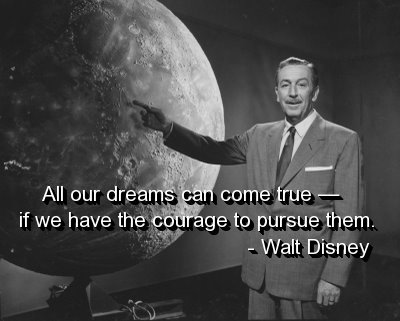 All our dreams can come true —
if we have the courage to pursue them.
- Walt Disney